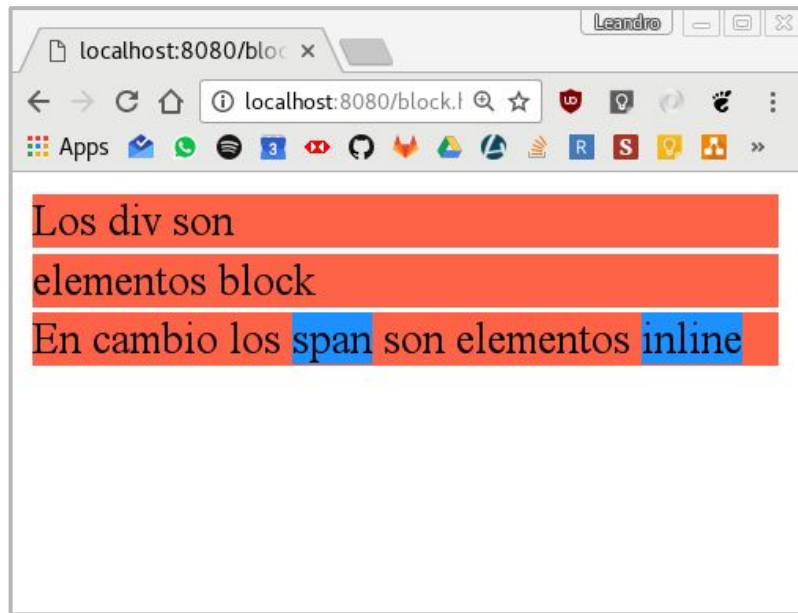 Leandro
localhost:8080/bloc
localhost:8080/block.h
Apps
3
R
S
Los div son
elementos block
En cambio los span son elementos inline